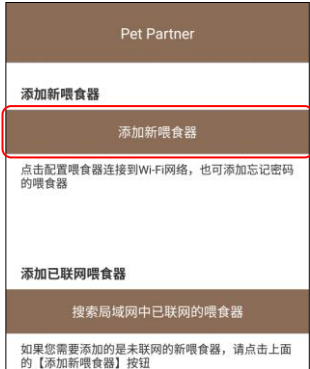 Pet Partner
添加新喂食器
添加新喂食器
点击配置喂食器连接到Wi-Fi网络，也可添加忘记密码
的喂食器
添加已联网喂食器
搜索局域网中已联网的喂食器
如果您需要添加的是未联网的新喂食器，请点击上面
的【添加新喂食器】按钮